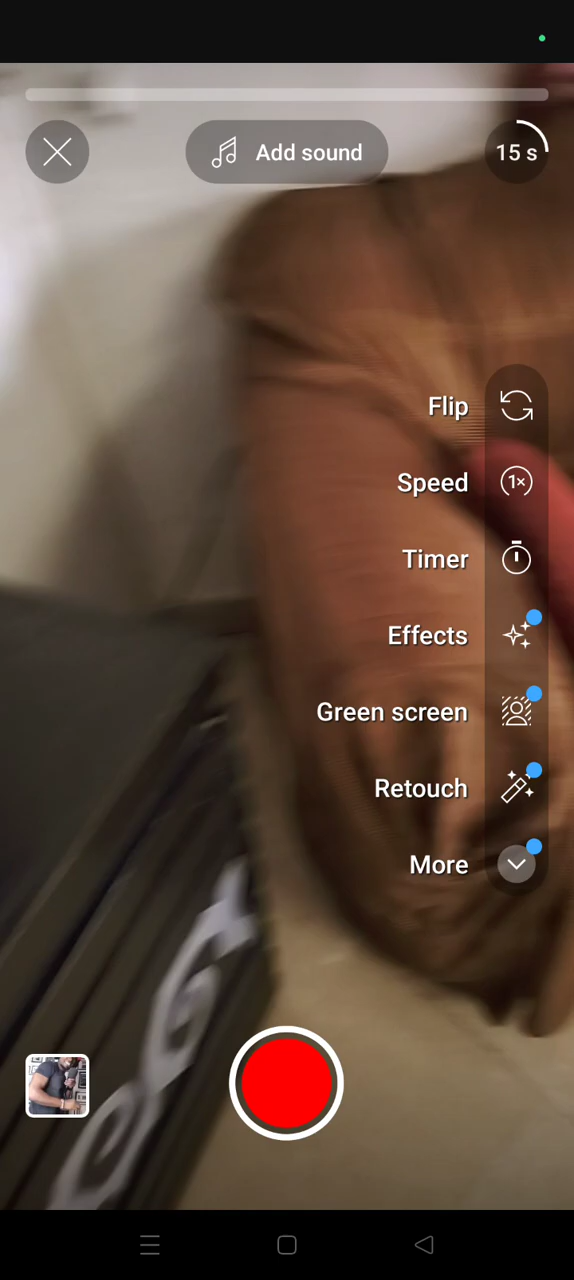 Add sound
15 s
Flip
Speed
1×
Timer
Effects
Green screen
Retouch
More